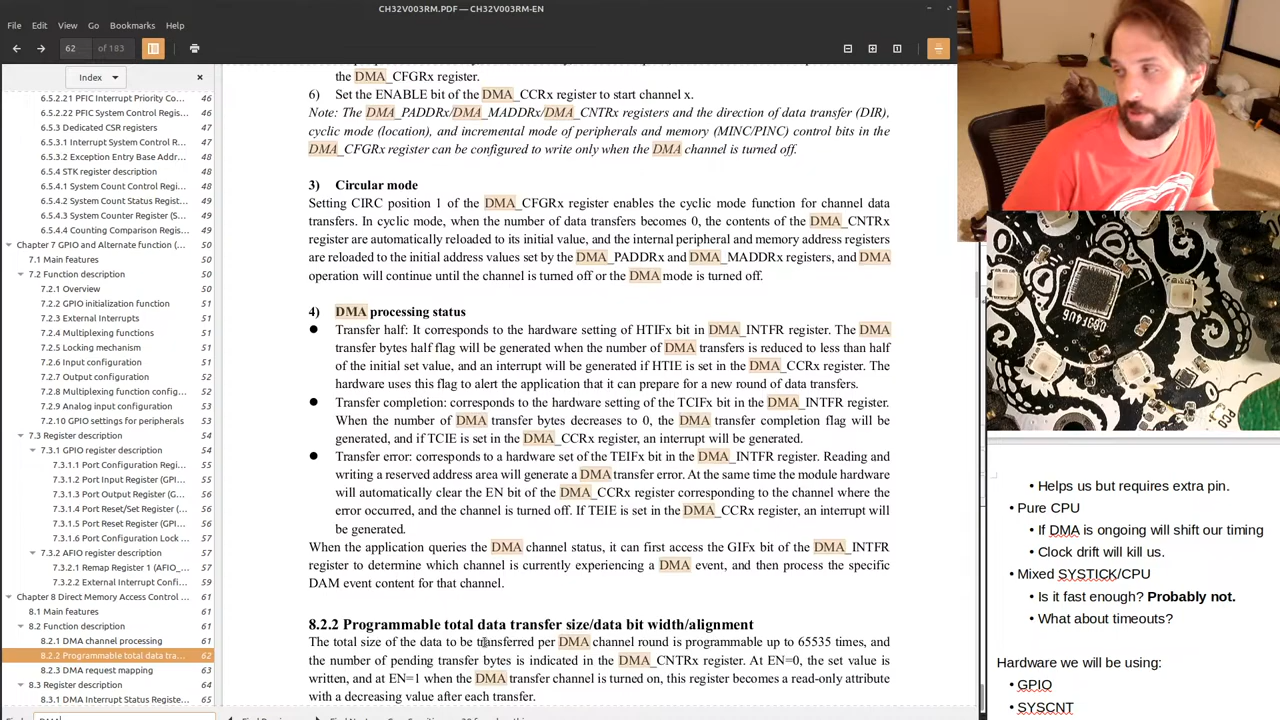 CH32V003RM.PDF — CH32V003RM-EN
File Edit View Go Bookmarks Help
62 of 183
Index
6.5.2.21 PFIC Interrupt Priority Co... 46
6.5.2.22 PFIC System Control Regis... 46
6.5.3 Dedicated CSR registers 47
6.5.3.1 Interrupt System Control R... 47
6.5.3.2 Exception Entry Base Addr... 48
6.5.4 STK register description 48
6.5.4.1 System Count Control Regi... 48
6.5.4.2 System Count Status Registe... 49
6.5.4.3 System Counter Register (S... 49
6.5.4.4 Counting Comparison Regis... 49
Chapter 7 GPIO and Alternate function (... 50
7.1 Main features 50
7.2 Function description 50
7.2.1 Overview 50
7.2.2 GPIO initialization function 51
7.2.3 External Interrupts 51
7.2.4 Multiplexing functions 51
7.2.5 Locking mechanism 51
7.2.6 Input configuration 52
7.2.7 Output configuration 52
7.2.8 Multiplexing function config... 52
7.2.9 Analog input configuration 53
7.2.10 GPIO settings for peripherals 53
7.3 Register description 54
7.3.1 GPIO register description 54
7.3.1.1 Port Configuration Regi... 55
7.3.1.2 Port Input Register (GPI... 56
7.3.1.3 Port Output Register (G... 56
7.3.1.4 Port Reset/Set Register (... 56
7.3.1.5 Port Reset Register (GPI... 57
7.3.1.6 Port Configuration Lock ... 57
7.3.2 AFIO register description 57
7.3.2.1 Remap Register 1 (AFIO_... 57
7.3.2.2 External Interrupt Confi... 59
Chapter 8 Direct Memory Access Control ... 61
8.1 Main features 61
8.2 Function description 61
8.2.1 DMA channel processing 61
8.2.2 Programmable total data tra... 62
8.2.3 DMA request mapping 63
8.3 Register description 64
8.3.1 DMA Interrupt Status Registe... 65
the DMA_CFGRx register.
6) Set the ENABLE bit of the DMA_CCRx register to start channel x.
Note: The DMA_PADDRx/DMA_MADDRx/DMA_CNTRx registers and the direction of data transfer (DIR),
cyclic mode (location), and incremental mode of peripherals and memory (MINC/PINC) control bits in the
DMA_CFGRx register can be configured to write only when the DMA channel is turned off.
3) Circular mode
Setting CIRC position 1 of the DMA_CFGRx register enables the cyclic mode function for channel data
transfers. In cyclic mode, when the number of data transfers becomes 0, the contents of the DMA_CNTRx
register are automatically reloaded to its initial value, and the internal peripheral and memory address registers
are reloaded to the initial address values set by the DMA_PADDRx and DMA_MADDRx registers, and DMA
operation will continue until the channel is turned off or the DMA mode is turned off.
4) DMA processing status
● Transfer half: It corresponds to the hardware setting of HTIFx bit in DMA_INTFR register. The DMA
transfer bytes half flag will be generated when the number of DMA transfers is reduced to less than half
of the initial set value, and an interrupt will be generated if HTIE is set in the DMA_CCRx register. The
hardware uses this flag to alert the application that it can prepare for a new round of data transfers.
● Transfer completion: corresponds to the hardware setting of the TCIFx bit in the DMA_INTFR register.
When the number of DMA transfer bytes decreases to 0, the DMA transfer completion flag will be
generated, and if TCIE is set in the DMA_CCRx register, an interrupt will be generated.
● Transfer error: corresponds to a hardware set of the TEIFx bit in the DMA_INTFR register. Reading and
writing a reserved address area will generate a DMA transfer error. At the same time the module hardware
will automatically clear the EN bit of the DMA_CCRx register corresponding to the channel where the
error occurred, and the channel is turned off. If TEIE is set in the DMA_CCRx register, an interrupt will
be generated.
When the application queries the DMA channel status, it can first access the GIFx bit of the DMA_INTFR
register to determine which channel is currently experiencing a DMA event, and then process the specific
DAM event content for that channel.
8.2.2 Programmable total data transfer size/data bit width/alignment
The total size of the data to be transferred per DMA channel round is programmable up to 65535 times, and
the number of pending transfer bytes is indicated in the DMA_CNTRx register. At EN=0, the set value is
written, and at EN=1 when the DMA transfer channel is turned on, this register becomes a read-only attribute
with a decreasing value after each transfer.
• Helps us but requires extra pin.
• Pure CPU
• If DMA is ongoing will shift our timing
• Clock drift will kill us.
• Mixed SYSTICK/CPU
• Is it fast enough? Probably not.
• What about timeouts?
Hardware we will be using:
• GPIO
• SYSCNT